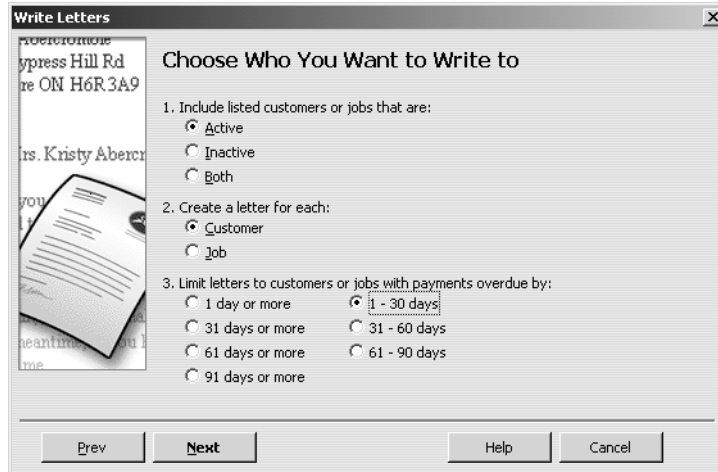 Write Letters
Abercrombie
ypress Hill Rd
re ON H6R 3A9
rs. Kristy Abercr
you
Choose Who You Want to Write to
1. Include listed customers or jobs that are:
Active
Inactive
Both
2. Create a letter for each:
Customer
Job
3. Limit letters to customers or jobs with payments overdue by:
1 day or more 1 - 30 days
31 days or more 31 - 60 days
61 days or more 61 - 90 days
91 days or more
Prev Next Help Cancel